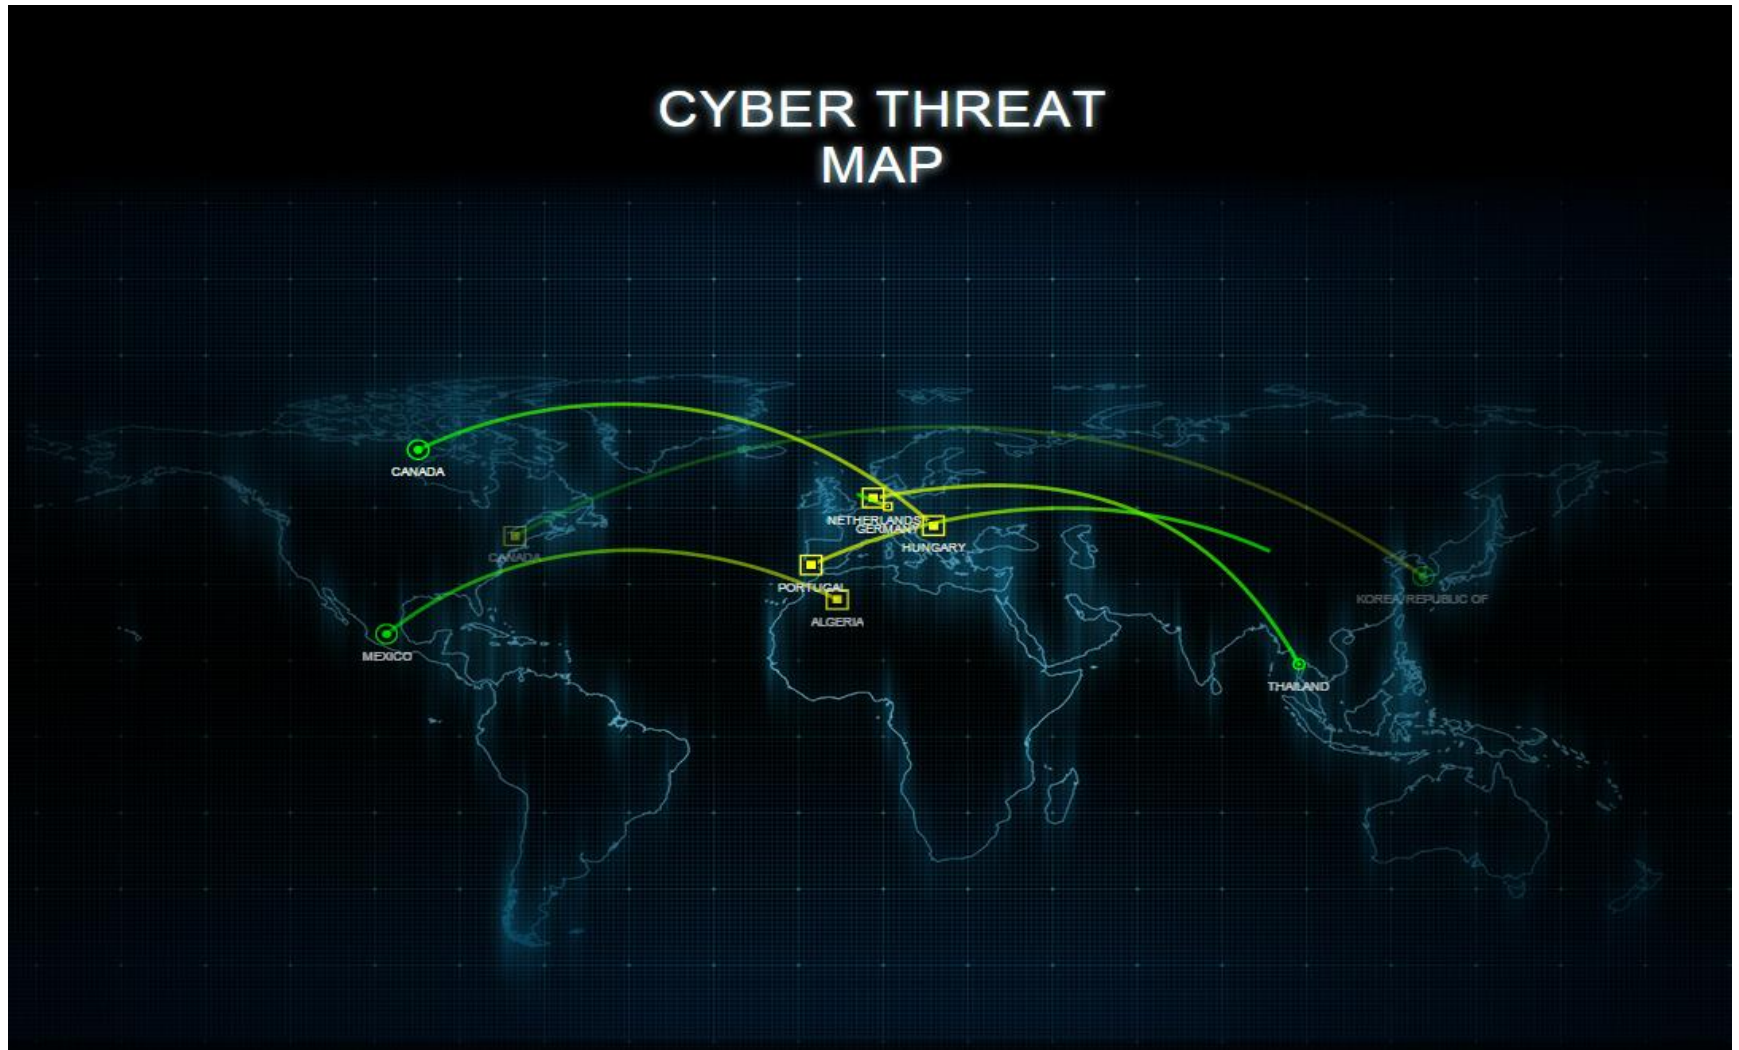 CYBER THREAT
MAP
CANADA
NETHERLANDS
GERMANY
HUNGARY
CANADA
PORTUGAL
KOREA, REPUBLIC OF
ALGERIA
MEXICO
THAILAND